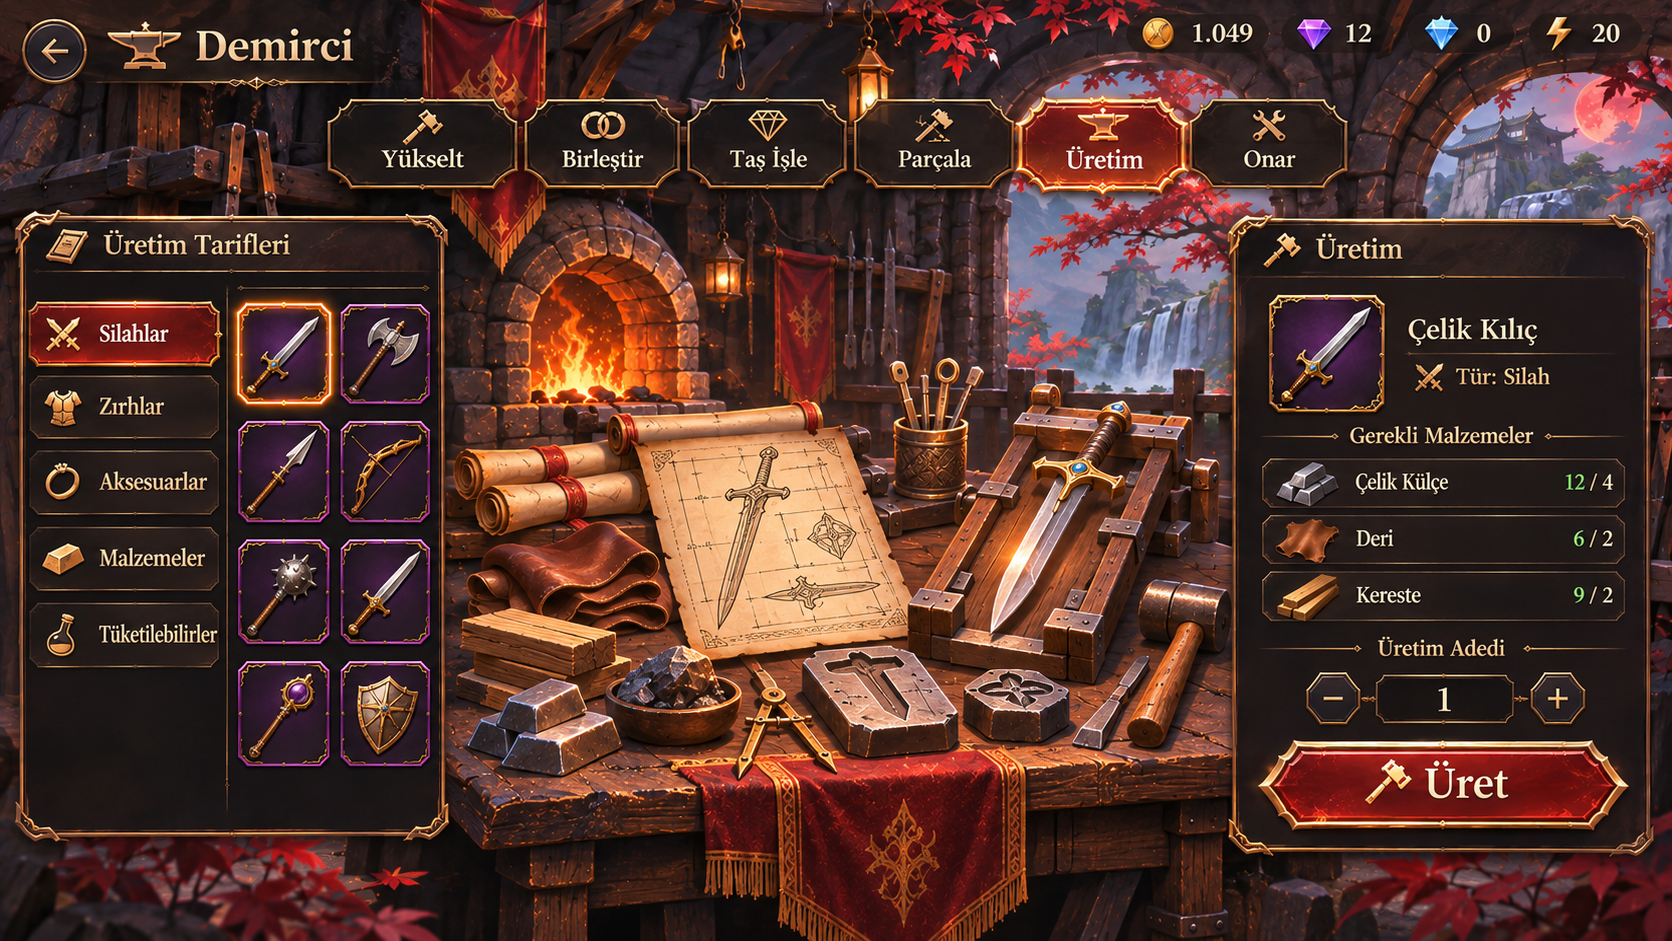 Demirci
1.049
12
0
20
Yükselt
Birleştir
Taş İşle
Parçala
Üretim
Onar
Üretim Tarifleri
Silahlar
Zırhlar
Aksesuarlar
Malzemeler
Tüketilebilirler
Üretim
Çelik Kılıç
Tür: Silah
Gerekli Malzemeler
Çelik Külçe 12 / 4
Deri 6 / 2
Kereste 9 / 2
Üretim Adedi
− 1 +
Üret